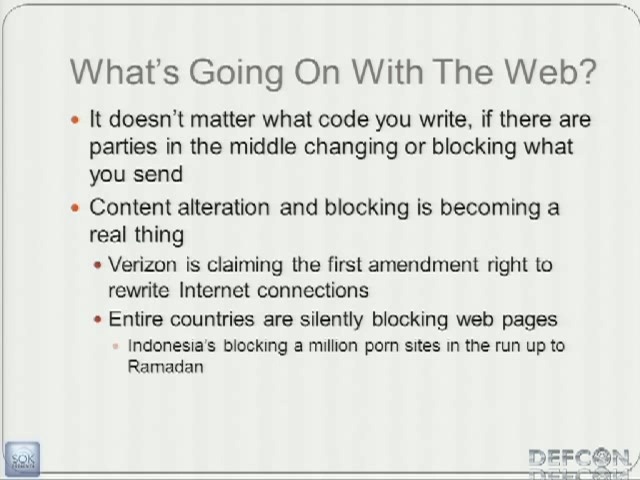 What's Going On With The Web?
It doesn't matter what code you write, if there are
parties in the middle changing or blocking what
you send
Content alteration and blocking is becoming a
real thing
Verizon is claiming the first amendment right to
rewrite Internet connections
Entire countries are silently blocking web pages
Indonesia's blocking a million porn sites in the run up to
Ramadan
SOK
DEFCON